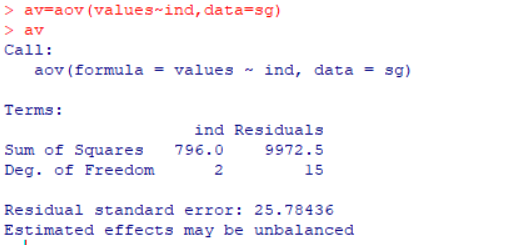 > av=aov(values~ind,data=sg)
> av
Call:
   aov(formula = values ~ ind, data = sg)

Terms:
                   ind Residuals
Sum of Squares   796.0    9972.5
Deg. of Freedom      2        15

Residual standard error: 25.78436
Estimated effects may be unbalanced